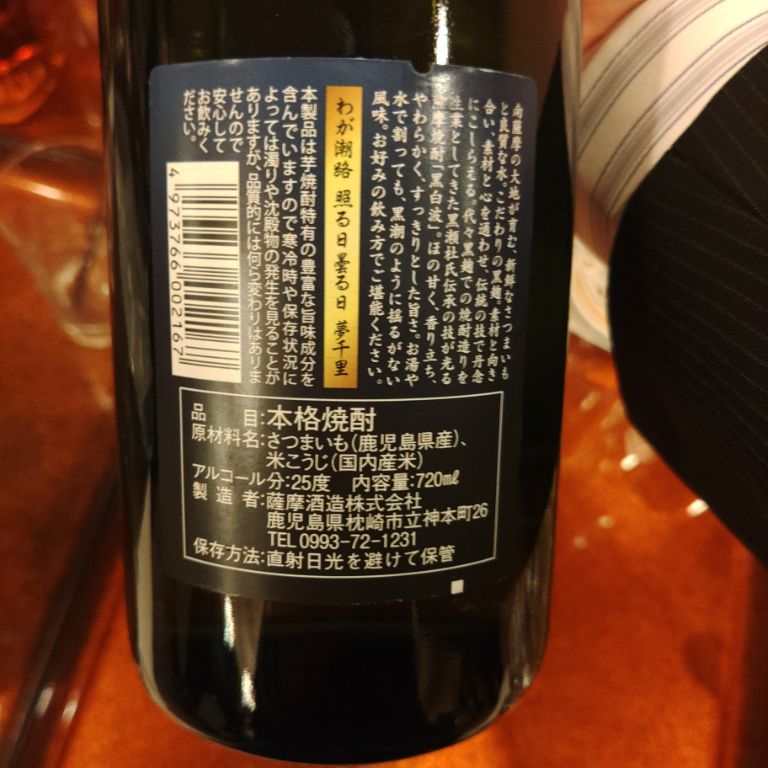 南薩摩の大地が育む、新鮮なさつまいも
と良質な水。こだわりの黒麹。素材と向き
合い、素材と心を通わせ、伝統の技で丹念
にこしらえる。代々黒麹での焼酎造りを
生業としてきた黒瀬杜氏伝承の技が光る
薩摩焼酎「黒白波」。ほの甘く、香り立ち、
やわらかく、すっきりとした旨さ。お湯や
水で割っても、黒潮のように揺るがない
風味。お好みの飲み方でご堪能ください。
わが潮路 照る日曇る日 夢千里
本製品は芋焼酎特有の豊富な旨味成分を
含んでいますので寒冷時や保存状況に
よっては濁りや沈殿物の発生を見ることが
ありますが、品質的には何ら変わりはありま
せんので
安心して
お飲みく
ださい。
4973766002167
品目:本格焼酎
原材料名:さつまいも(鹿児島県産)、
米こうじ(国内産米)
アルコール分:25度 内容量:720ml
製造者:薩摩酒造株式会社
鹿児島県枕崎市立神本町26
TEL0993-72-1231
保存方法:直射日光を避けて保管